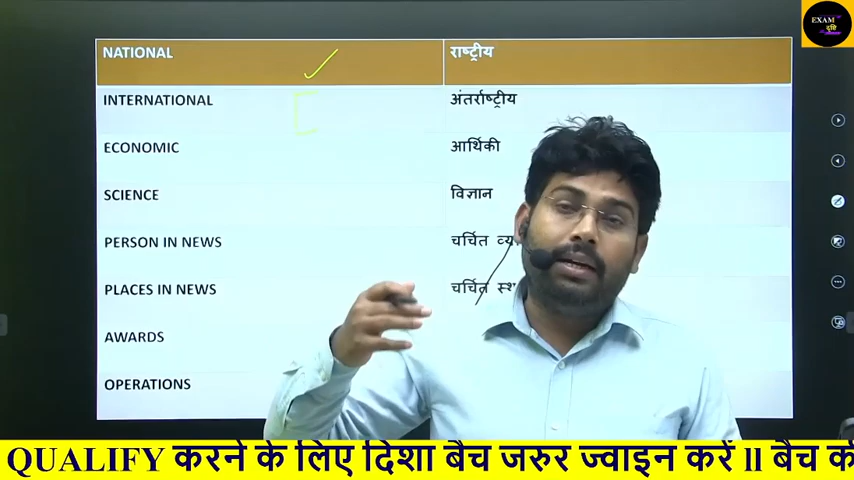 EXAM
दृष्टि
NATIONAL राष्ट्रीय
INTERNATIONAL अंतर्राष्ट्रीय
ECONOMIC आर्थिकी
SCIENCE विज्ञान
PERSON IN NEWS चर्चित
PLACES IN NEWS चर्चित
AWARDS
OPERATIONS
QUALIFY करने के लिए दिशा बैच जरुर ज्वाइन करें ll बैच की